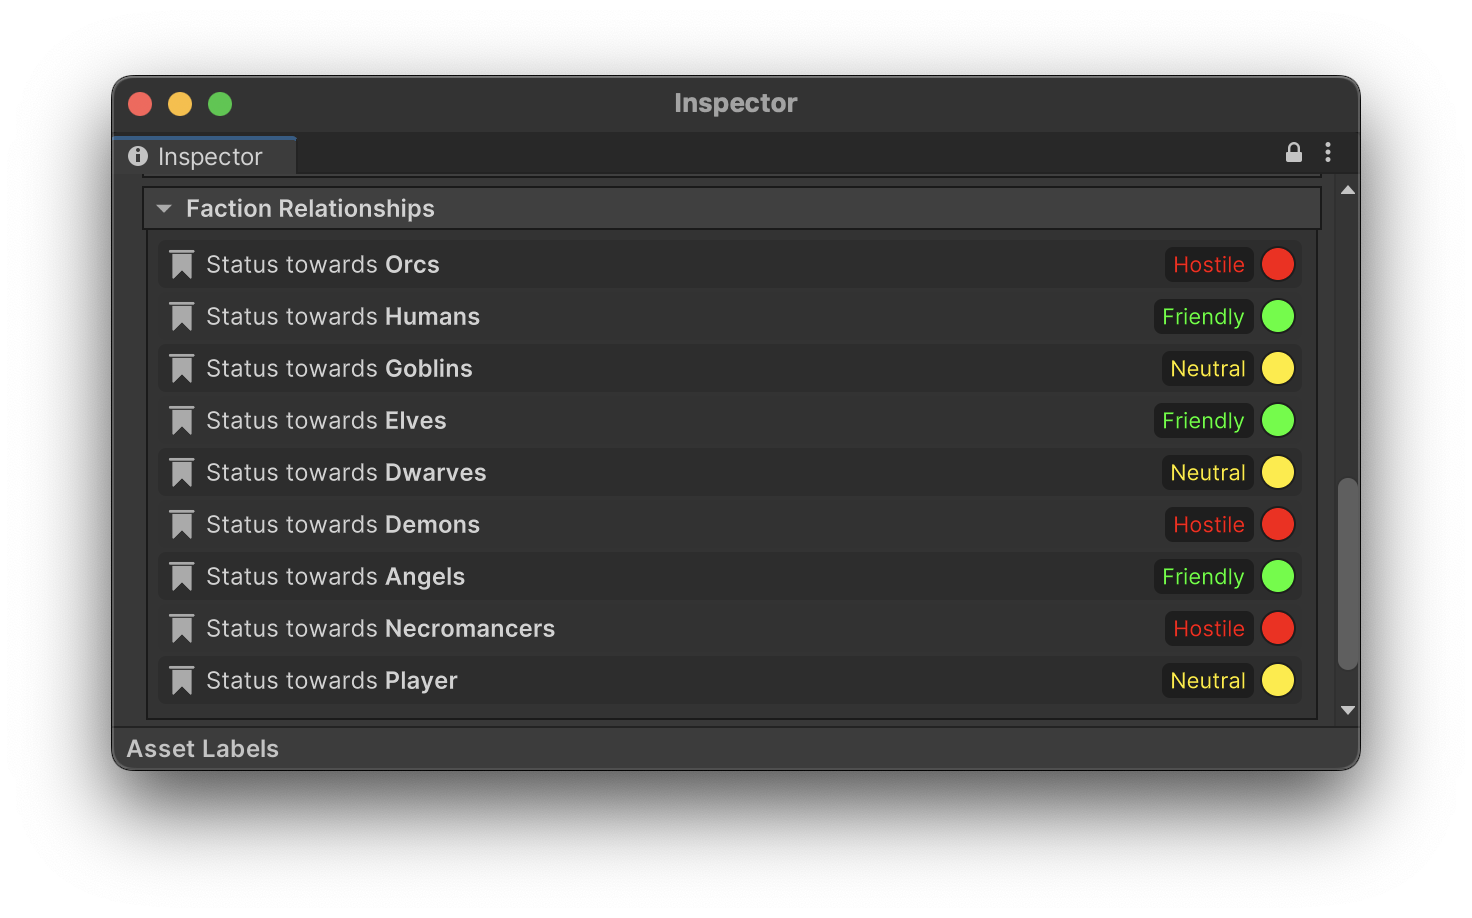 Inspector
Inspector
Faction Relationships
Status towards Orcs Hostile
Status towards Humans Friendly
Status towards Goblins Neutral
Status towards Elves Friendly
Status towards Dwarves Neutral
Status towards Demons Hostile
Status towards Angels Friendly
Status towards Necromancers Hostile
Status towards Player Neutral
Asset Labels